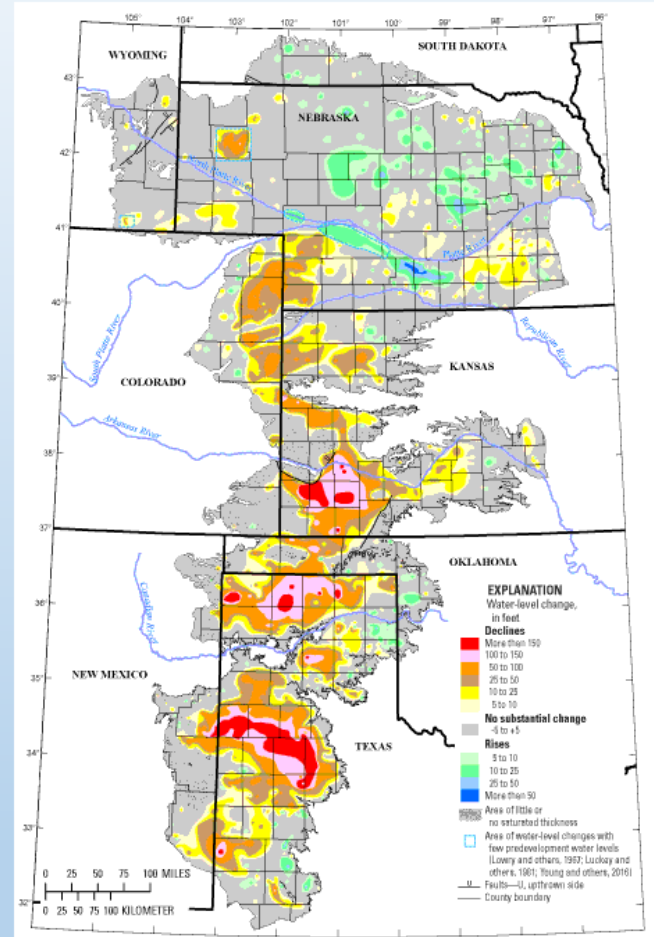 104°
103°
102°
101°
100°
99°
98°
97°
96°
WYOMING
SOUTH DAKOTA
43°
NEBRASKA
42°
North Platte River
41°
Platte River
40°
South Platte River
Republican River
39°
COLORADO
KANSAS
Arkansas River
38°
37°
OKLAHOMA
36°
Canadian River
NEW MEXICO
35°
TEXAS
34°
33°
32°
EXPLANATION
Water-level change,
in feet
Declines
More than 150
100 to 150
50 to 100
25 to 50
10 to 25
5 to 10
No substantial change
-5 to +5
Rises
5 to 10
10 to 25
25 to 50
More than 50
Area of little or
no saturated thickness
Area of water-level changes with
few predevelopment water levels
(Lowry and others, 1967; Luckey and
others, 1981; Young and others, 2016)
U
Faults—U, upthrown side
County boundary
0 25 50 75 100 MILES
0 25 50 75 100 KILOMETER